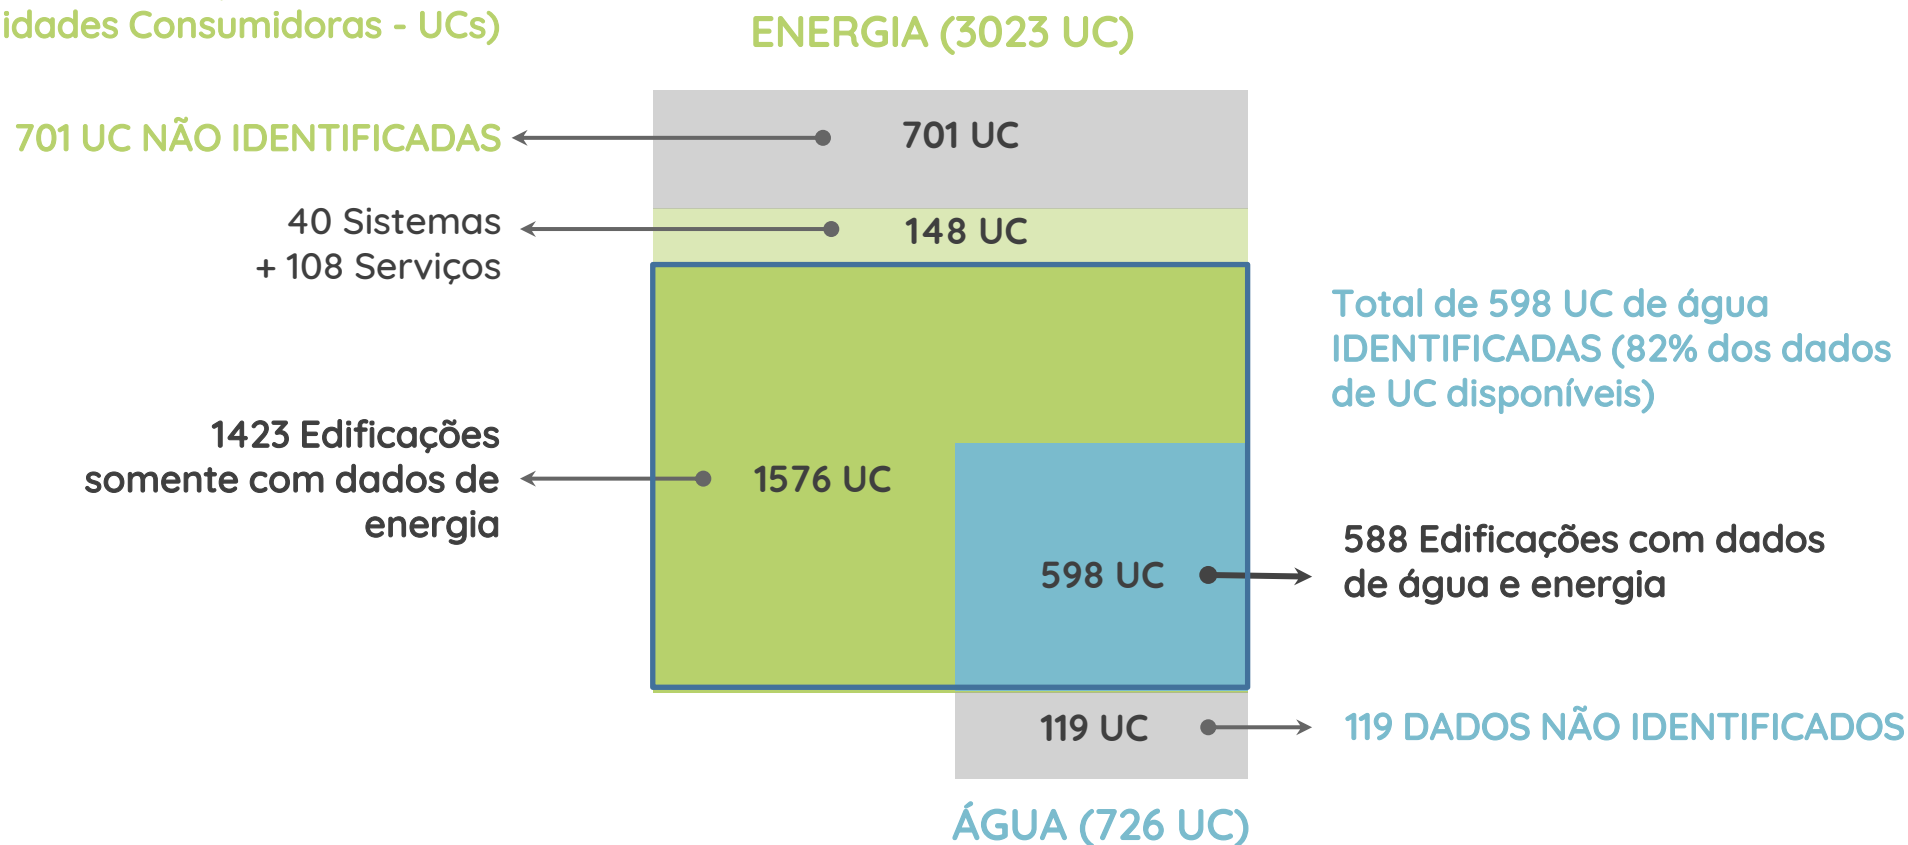 idades Consumidoras - UCs)
ENERGIA (3023 UC)
701 UC NÃO IDENTIFICADAS
701 UC
40 Sistemas
+ 108 Serviços
148 UC
Total de 598 UC de água
IDENTIFICADAS (82% dos dados
de UC disponíveis)
1423 Edificações
somente com dados de
energia
1576 UC
598 UC
588 Edificações com dados
de água e energia
119 UC
119 DADOS NÃO IDENTIFICADOS
ÁGUA (726 UC)